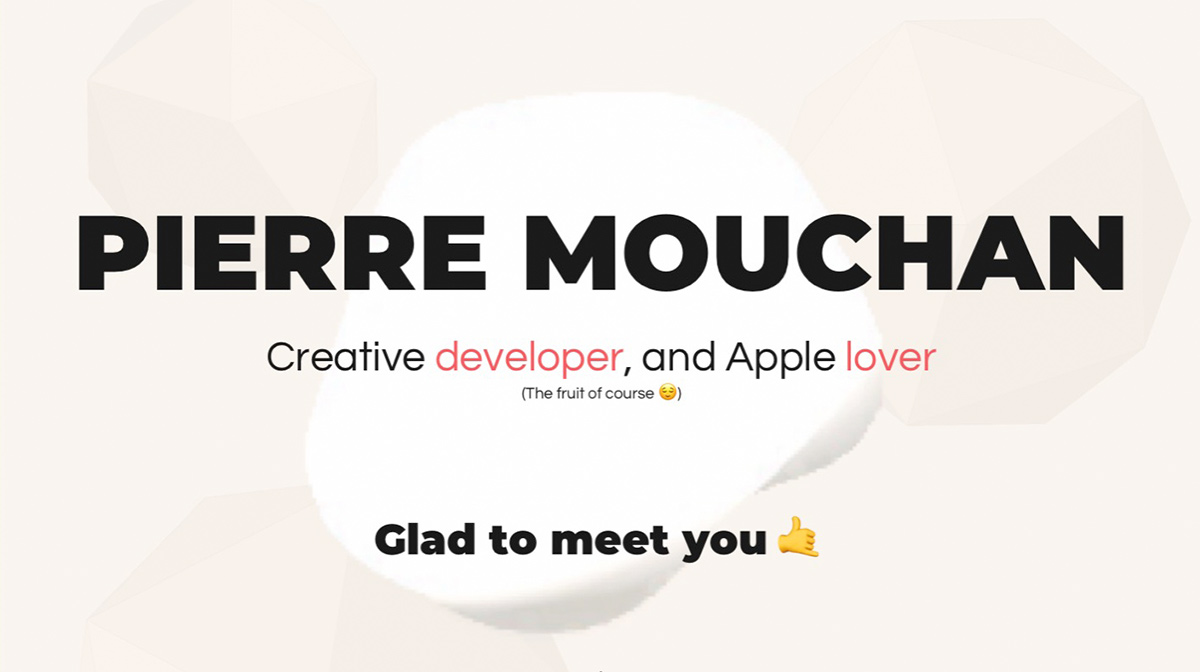 PIERRE MOUCHAN
Creative developer, and Apple lover
(The fruit of course 😌)
Glad to meet you 🤙